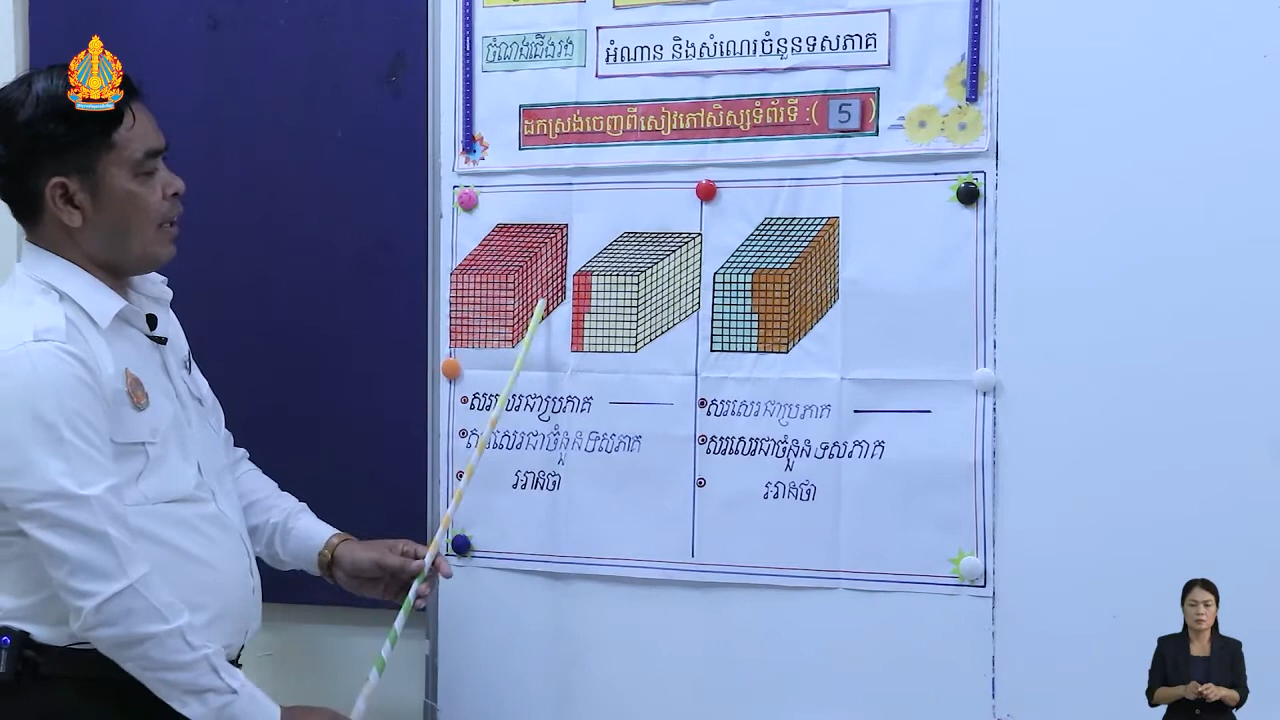 ចំណងជើងរង
អំណាន និងសំណេរចំនួនទសភាគ
ដកស្រង់ចេញពីសៀវភៅសិស្សទំព័រទី :( 5 )
សរសេរជាប្រភាគ
សរសេរជាចំនួនទសភាគ
អានថា
សរសេរជាប្រភាគ
សរសេរជាចំនួនទសភាគ
អានថា